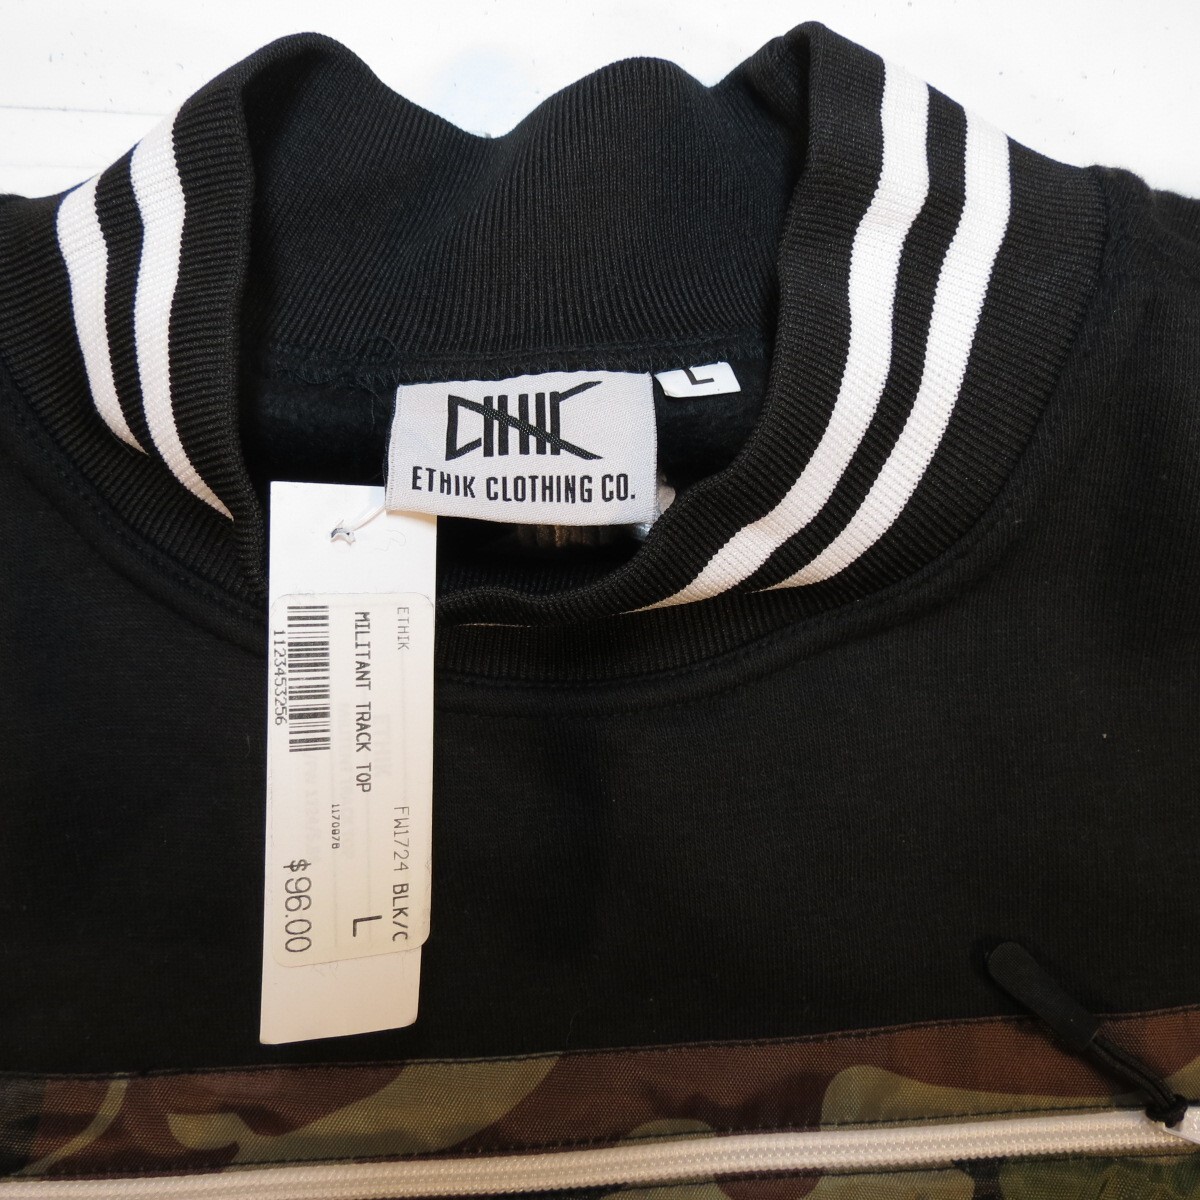 ETHIK
ETHIK CLOTHING CO.
L
ETHIK FW1724 BLK/C
MILITANT TRACK TOP L
1170878
1123453256
$96.00